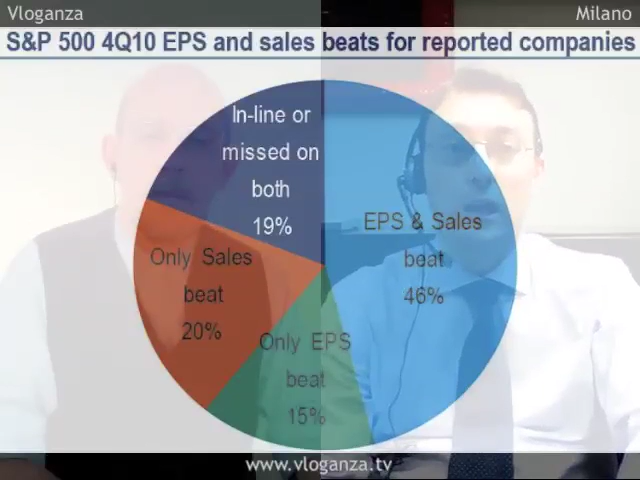 Vloganza
Milano
S&P 500 4Q10 EPS and sales beats for reported companies
In-line or
missed on
both
19%
EPS & Sales
beat
46%
Only Sales
beat
20%
Only EPS
beat
15%
www.vloganza.tv